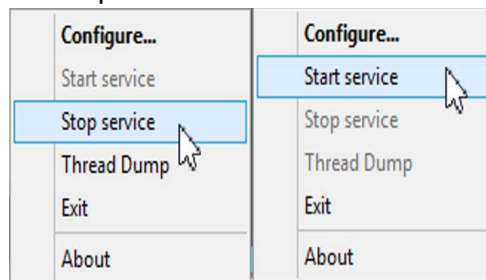 Configure...
Start service
Stop service
Thread Dump
Exit
About
Configure...
Start service
Stop service
Thread Dump
Exit
About